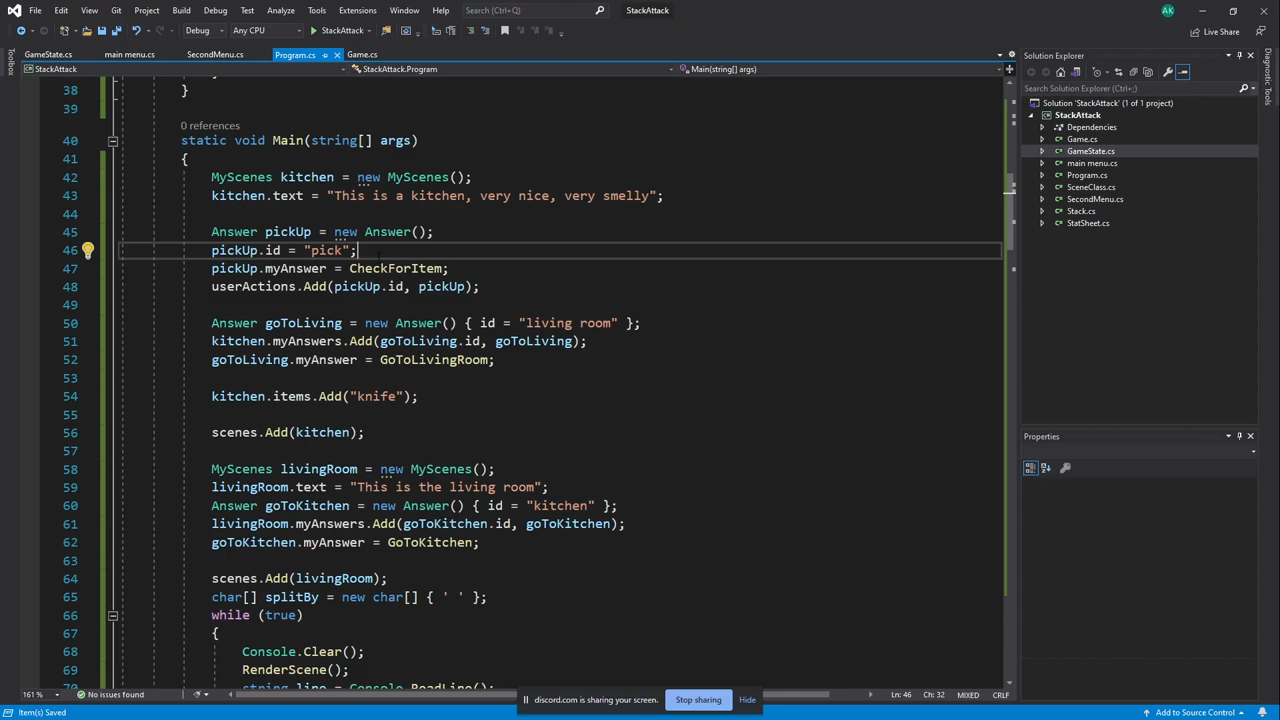 File Edit View Git Project Build Debug Test Analyze Tools Extensions Window Help Search (Ctrl+Q) StackAttack AK
Debug Any CPU StackAttack Live Share
GameState.cs main menu.cs SecondMenu.cs Program.cs Game.cs
Toolbox
StackAttack StackAttack.Program Main(string[] args)
38 }
39
0 references
40 static void Main(string[] args)
41 {
42 MyScenes kitchen = new MyScenes();
43 kitchen.text = "This is a kitchen, very nice, very smelly";
44
45 Answer pickUp = new Answer();
46 pickUp.id = "pick";
47 pickUp.myAnswer = CheckForItem;
48 userActions.Add(pickUp.id, pickUp);
49
50 Answer goToLiving = new Answer() { id = "living room" };
51 kitchen.myAnswers.Add(goToLiving.id, goToLiving);
52 goToLiving.myAnswer = GoToLivingRoom;
53
54 kitchen.items.Add("knife");
55
56 scenes.Add(kitchen);
57
58 MyScenes livingRoom = new MyScenes();
59 livingRoom.text = "This is the living room";
60 Answer goToKitchen = new Answer() { id = "kitchen" };
61 livingRoom.myAnswers.Add(goToKitchen.id, goToKitchen);
62 goToKitchen.myAnswer = GoToKitchen;
63
64 scenes.Add(livingRoom);
65 char[] splitBy = new char[] { ' ' };
66 while (true)
67 {
68 Console.Clear();
69 RenderScene();
string line = Console.ReadLine();
Solution Explorer
Search Solution Explorer (Ctrl+;)
Solution 'StackAttack' (1 of 1 project)
StackAttack
Dependencies
Game.cs
GameState.cs
main menu.cs
Program.cs
SceneClass.cs
SecondMenu.cs
Stack.cs
StatSheet.cs
Properties
Diagnostic Tools
161 % No issues found Ln: 46 Ch: 32 MIXED CRLF
discord.com is sharing your screen. Stop sharing Hide
Item(s) Saved Add to Source Control